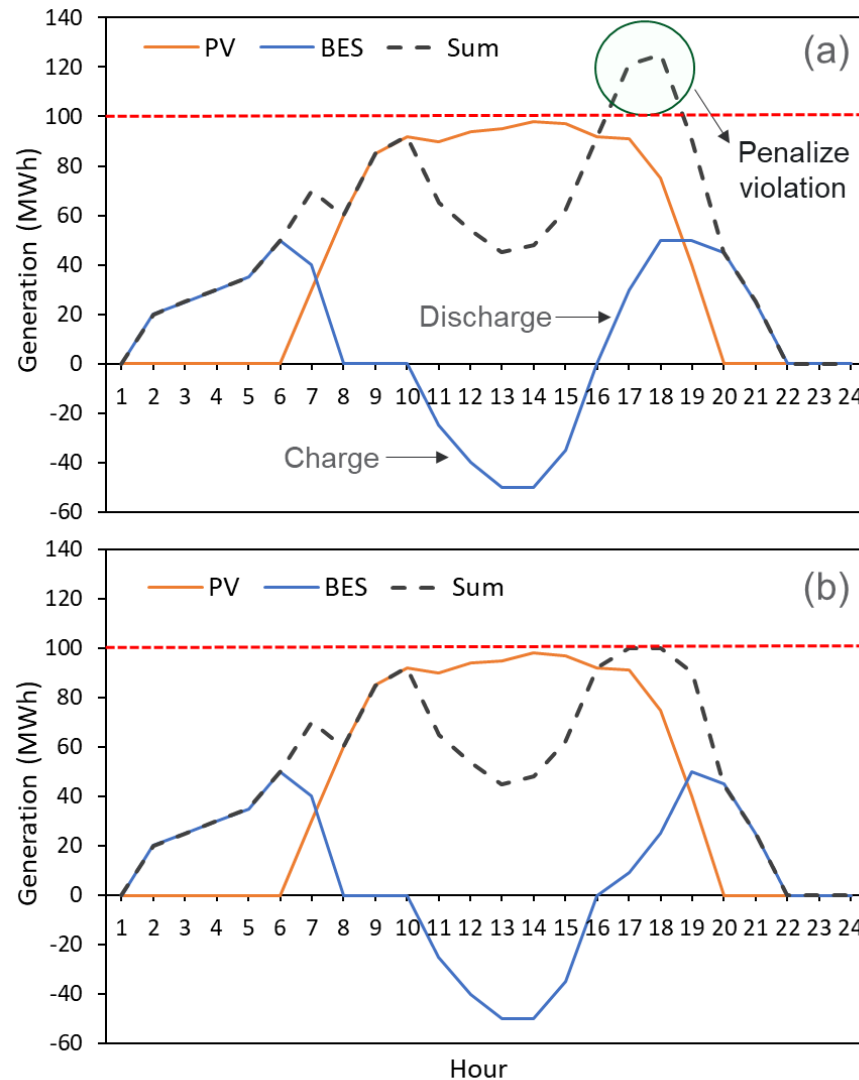 140
PV BES Sum (a)
120
100
Penalize
violation
80
60
40
Discharge
20
0
Generation (MWh)
1 2 3 4 5 6 7 8 9 10 11 12 13 14 15 16 17 18 19 20 21 22 23 24
-20
Charge
-40
-60
140
PV BES Sum (b)
120
100
80
60
40
20
0
Generation (MWh)
1 2 3 4 5 6 7 8 9 10 11 12 13 14 15 16 17 18 19 20 21 22 23 24
-20
-40
-60
Hour